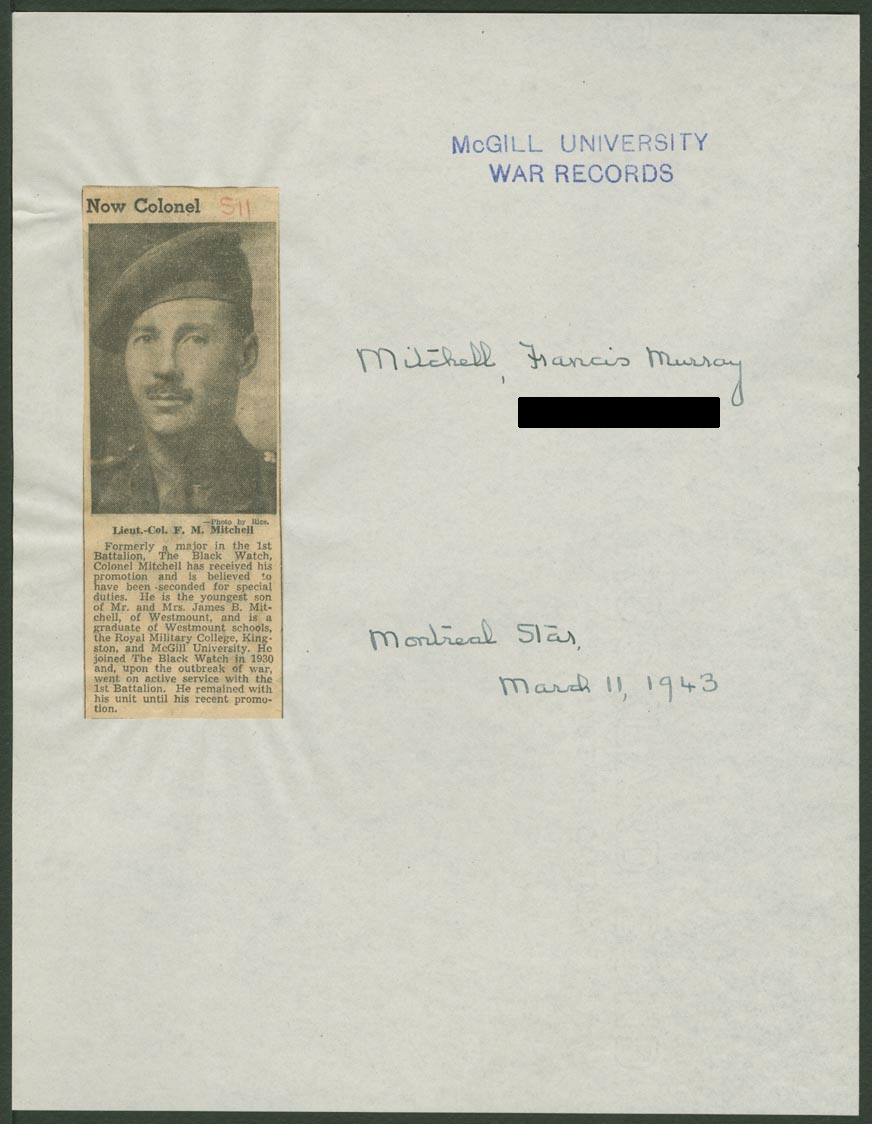 McGILL UNIVERSITY
WAR RECORDS
Now Colonel S11
—Photo by Rice.
Lieut.-Col. F. M. Mitchell
Formerly a major in the 1st
Battalion, The Black Watch,
Colonel Mitchell has received his
promotion and is believed to
have been seconded for special
duties. He is the youngest son
of Mr. and Mrs. James B. Mit-
chell, of Westmount, and is a
graduate of Westmount schools,
the Royal Military College, King-
ston, and McGill University. He
joined The Black Watch in 1930
and, upon the outbreak of war,
went on active service with the
1st Battalion. He remained with
his unit until his recent promo-
tion.
Mitchell, Francis Murray
Montreal Star,
March 11, 1943